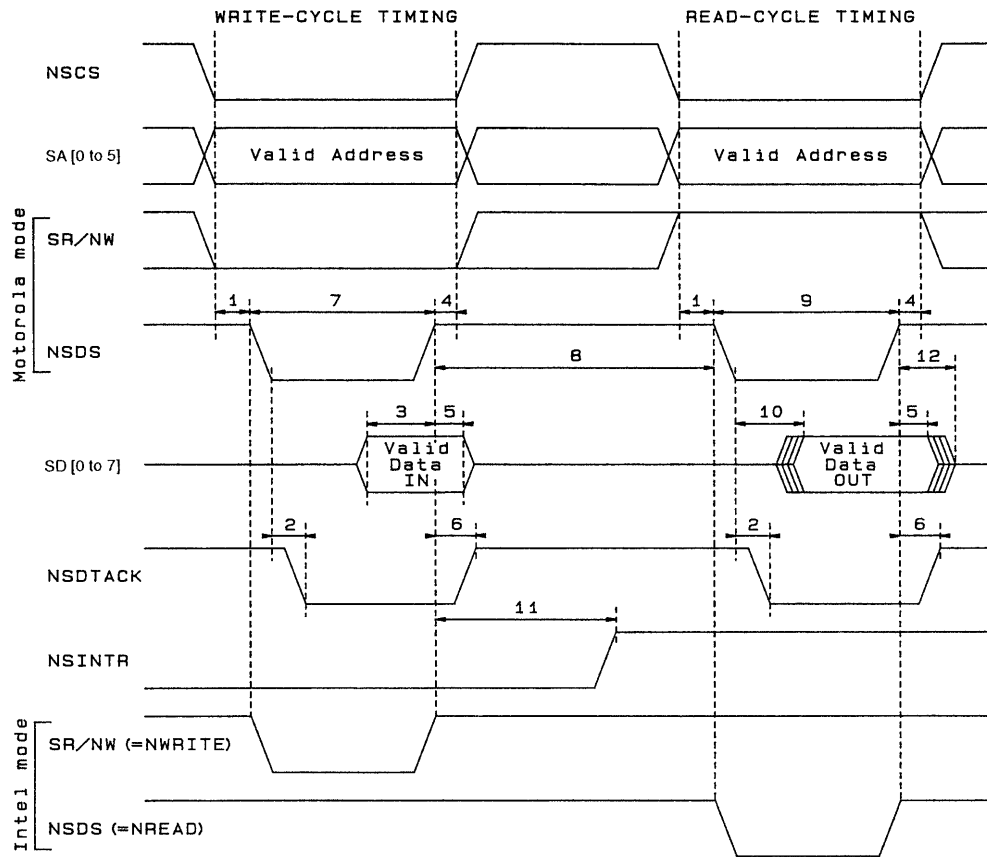 WRITE-CYCLE TIMING READ-CYCLE TIMING
NSCS
SA [0 to 5] Valid Address Valid Address
Motorola mode
SR/NW
1 7 4 1 9 4
NSDS
8 12
3 5 10 5
SD [0 to 7]
Valid
Data
IN
Valid
Data
OUT
2 6 2 6
NSDTACK
11
NSINTR
Intel mode
SR/NW (=NWRITE)
NSDS (=NREAD)